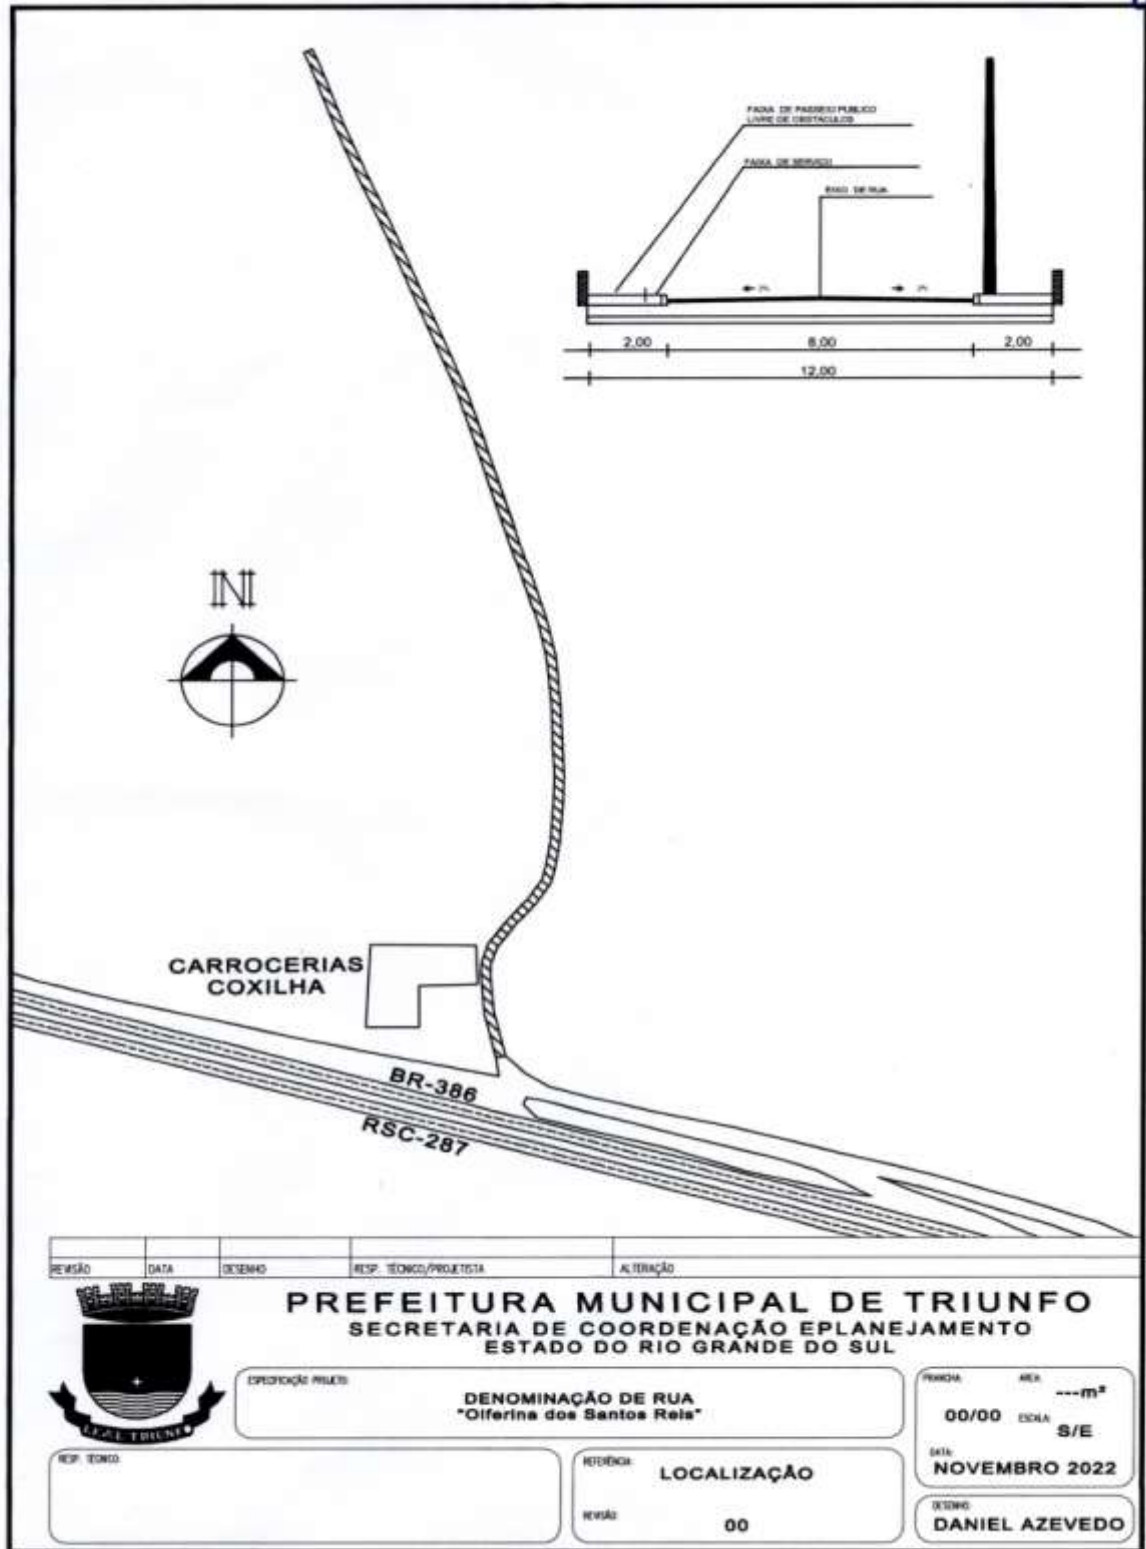 FAIXA DE PASSEIO PUBLICO
LIVRE DE OBSTACULOS
FAIXA DE SERVICO
EIXO DE RUA
2,00
8,00
2,00
12,00
N
CARROCERIAS
COXILHA
BR-386
RSC-287
REVISÃO
DATA
DESENHO
RESP. TÉCNICO/PROJETISTA
ALTERAÇÃO
PREFEITURA MUNICIPAL DE TRIUNFO
SECRETARIA DE COORDENAÇÃO EPLANEJAMENTO
ESTADO DO RIO GRANDE DO SUL
LEAL TRIUNFO
ESPECIFICAÇÃO PROJETO:
DENOMINAÇÃO DE RUA
"Olferina dos Santos Reis"
PRANCHA:
00/00
ÁREA:
---m²
ESCALA:
S/E
DATA:
NOVEMBRO 2022
RESP. TÉCNICO:
REFERÊNCIA:
LOCALIZAÇÃO
REVISÃO:
00
DESENHO:
DANIEL AZEVEDO